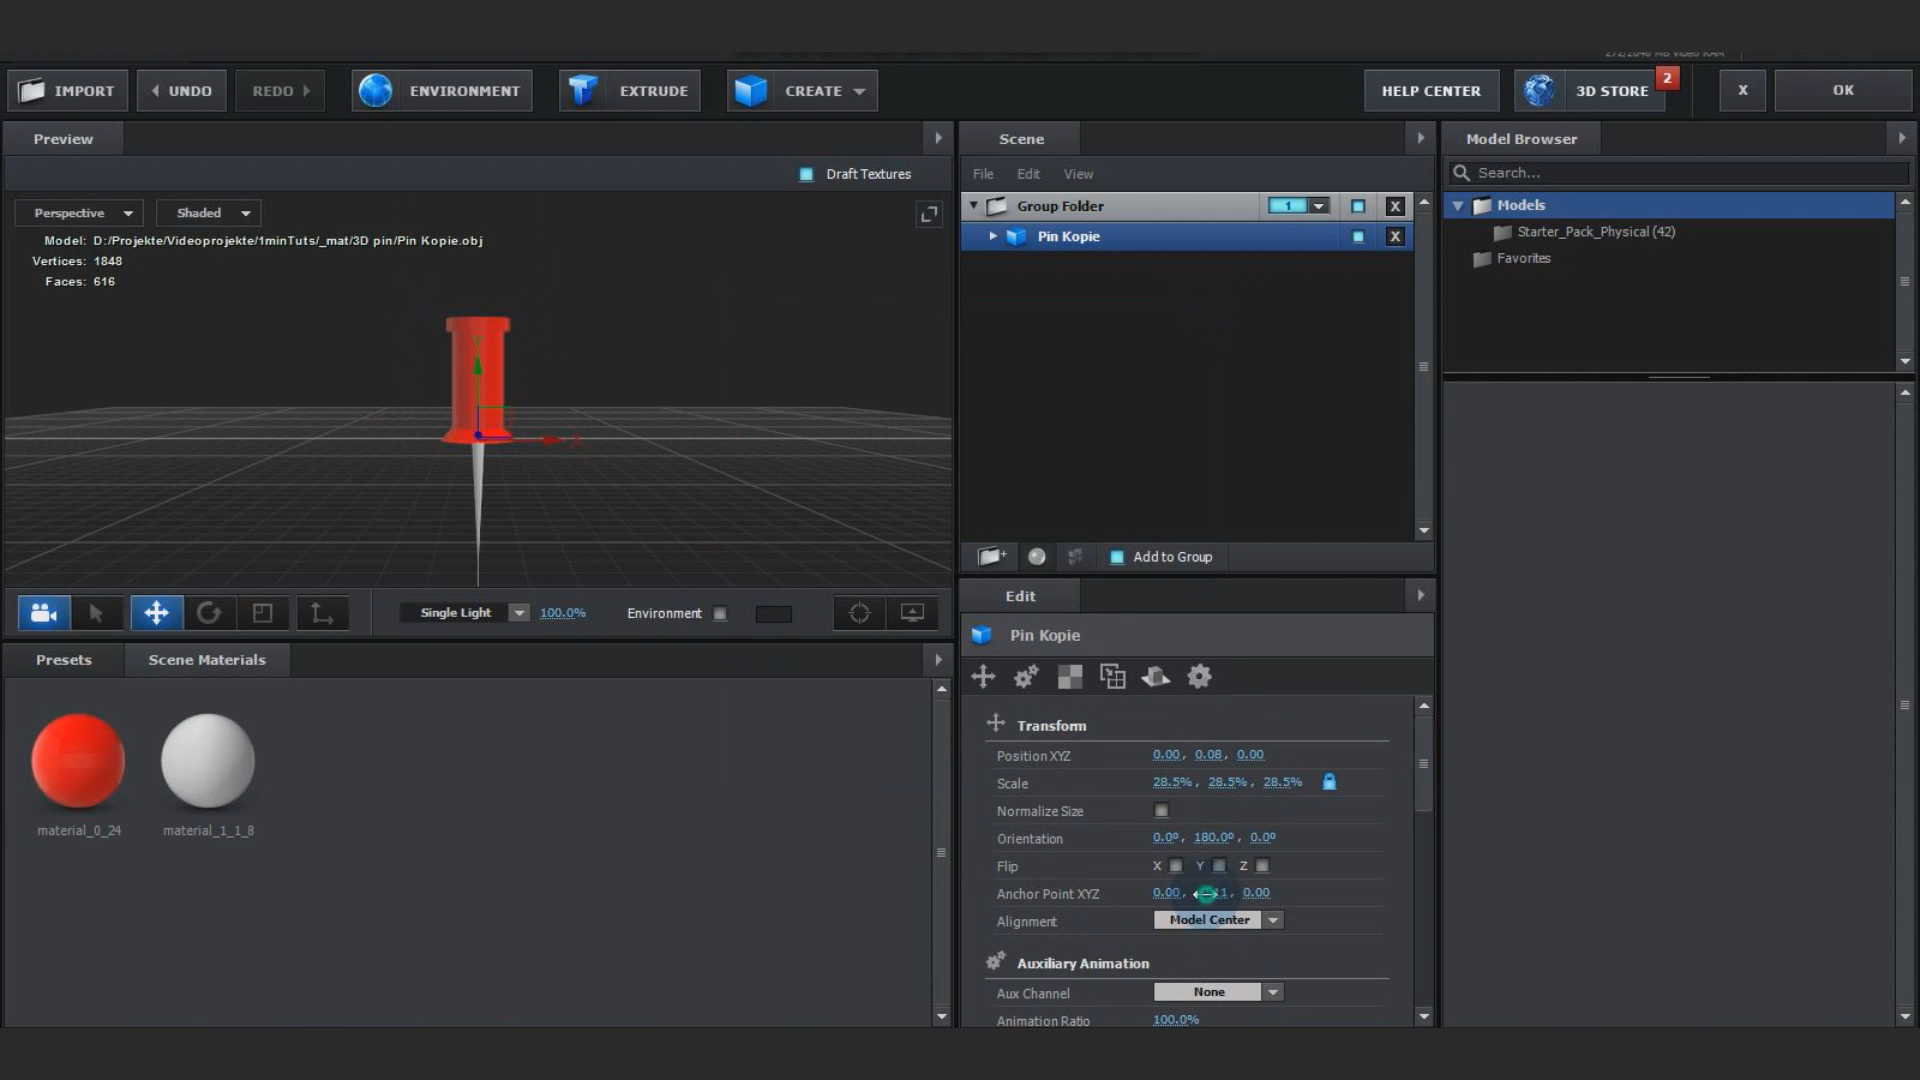 IMPORT
UNDO
REDO
ENVIRONMENT
EXTRUDE
CREATE
HELP CENTER
3D STORE
2
X
OK
Preview
Draft Textures
Perspective
Shaded
Model: D:/Projekte/Videoprojekte/1minTuts/_mat/3D pin/Pin Kopie.obj
Vertices: 1848
Faces: 616
Y
Single Light
100.0%
Environment
Presets
Scene Materials
material_0_24
material_1_1_8
Scene
File
Edit
View
Group Folder
1
X
Pin Kopie
X
Add to Group
Edit
Pin Kopie
Transform
Position XYZ
0.00, 0.08, 0.00
Scale
28.5%, 28.5%, 28.5%
Normalize Size
Orientation
0.0º, 180.0º, 0.0º
Flip
X Y Z
Anchor Point XYZ
0.00, 0.00
Alignment
Model Center
Auxiliary Animation
Aux Channel
None
Animation Ratio
100.0%
Model Browser
Search...
Models
Starter_Pack_Physical (42)
Favorites